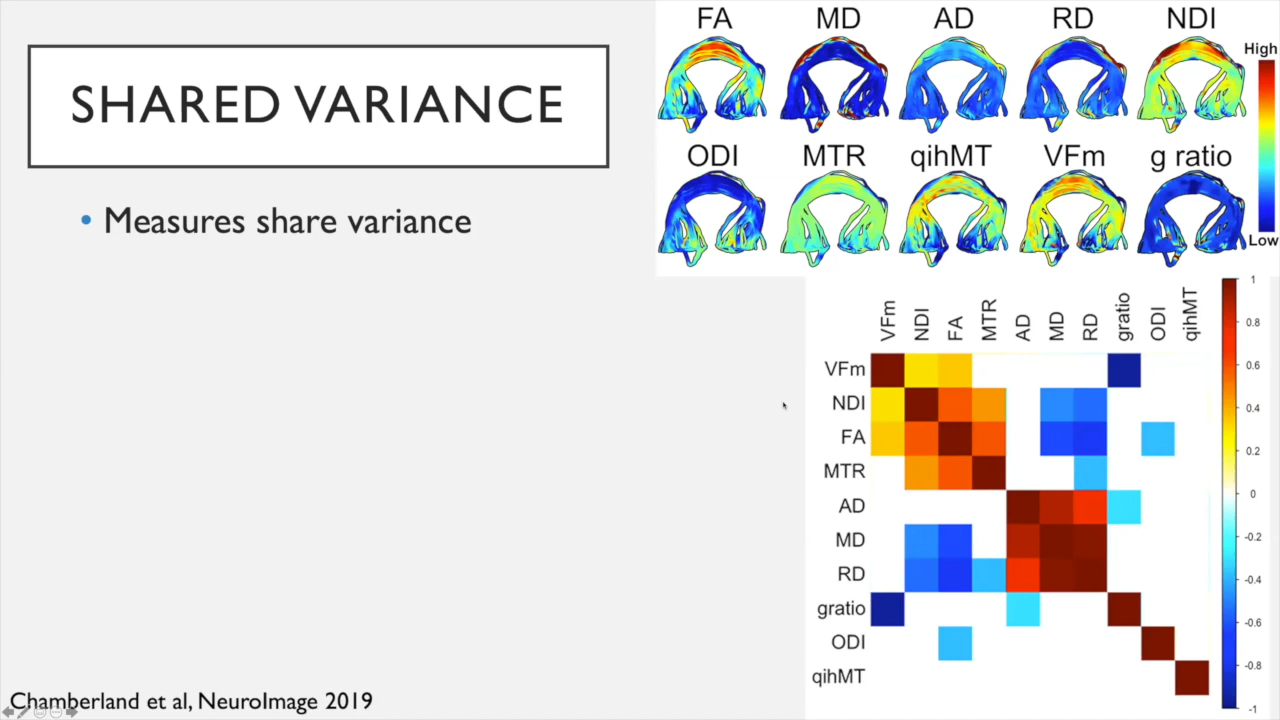 SHARED VARIANCE
• Measures share variance
FA MD AD RD NDI
High
Low
ODI MTR qihMT VFm g ratio
VFm NDI FA MTR AD MD RD gratio ODI qihMT
VFm
NDI
FA
MTR
AD
MD
RD
gratio
ODI
qihMT
1
0.8
0.6
0.4
0.2
0
-0.2
-0.4
-0.6
-0.8
-1
Chamberland et al, NeuroImage 2019